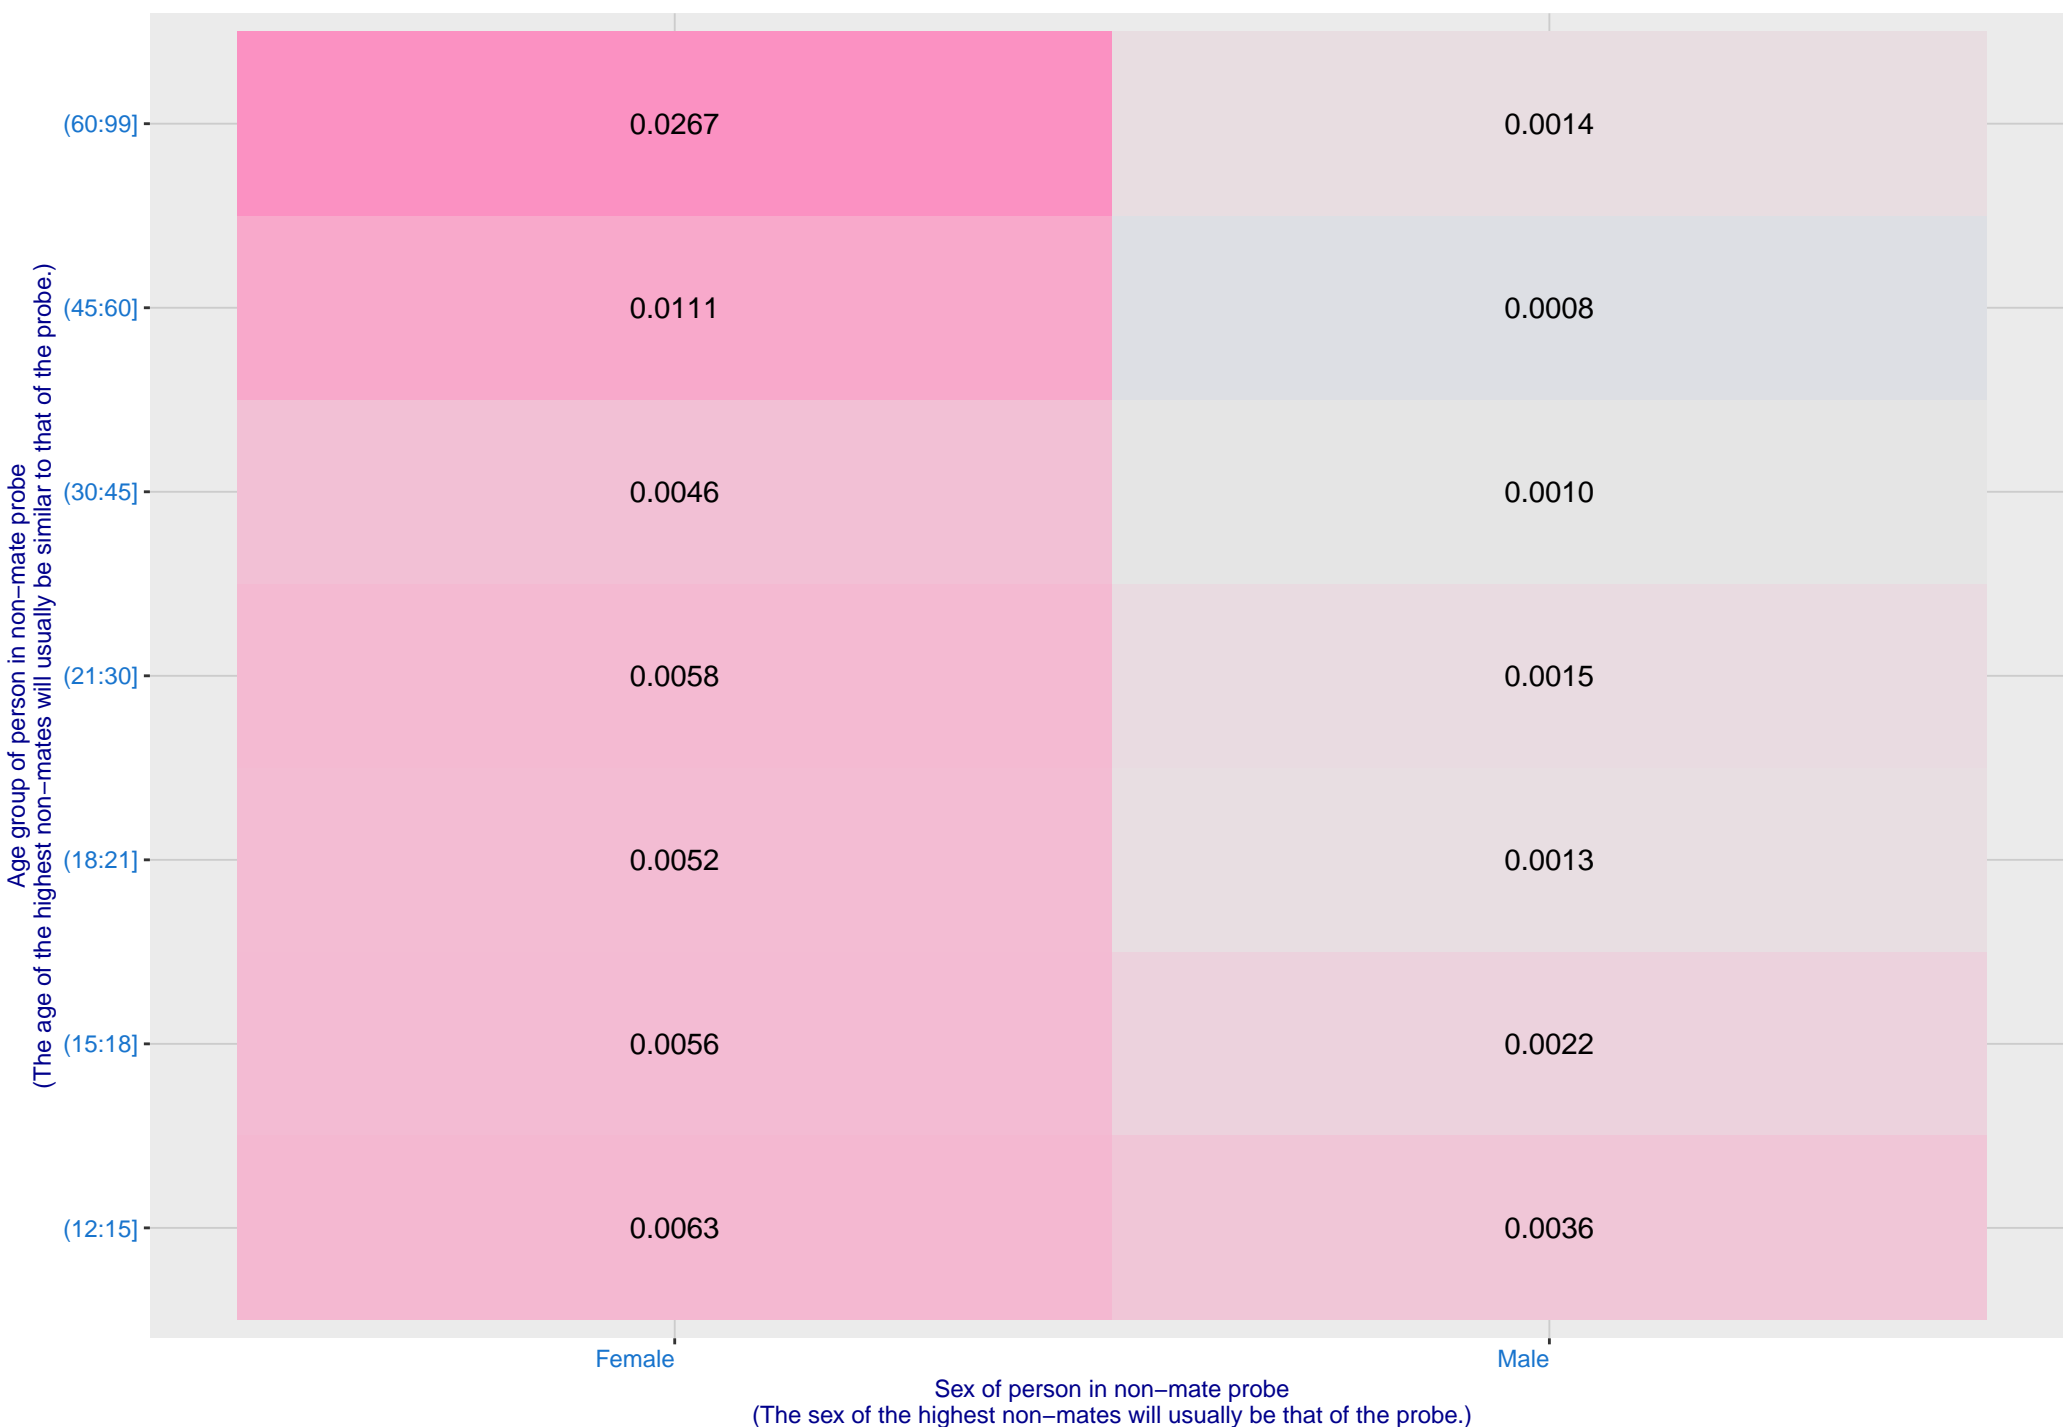 Age group of person in non−mate probe
(The age of the highest non−mates will usually be similar to that of the probe.)
(60:99] 0.0267 0.0014
(45:60] 0.0111 0.0008
(30:45] 0.0046 0.0010
(21:30] 0.0058 0.0015
(18:21] 0.0052 0.0013
(15:18] 0.0056 0.0022
(12:15] 0.0063 0.0036
Female Male
Sex of person in non−mate probe
(The sex of the highest non−mates will usually be that of the probe.)